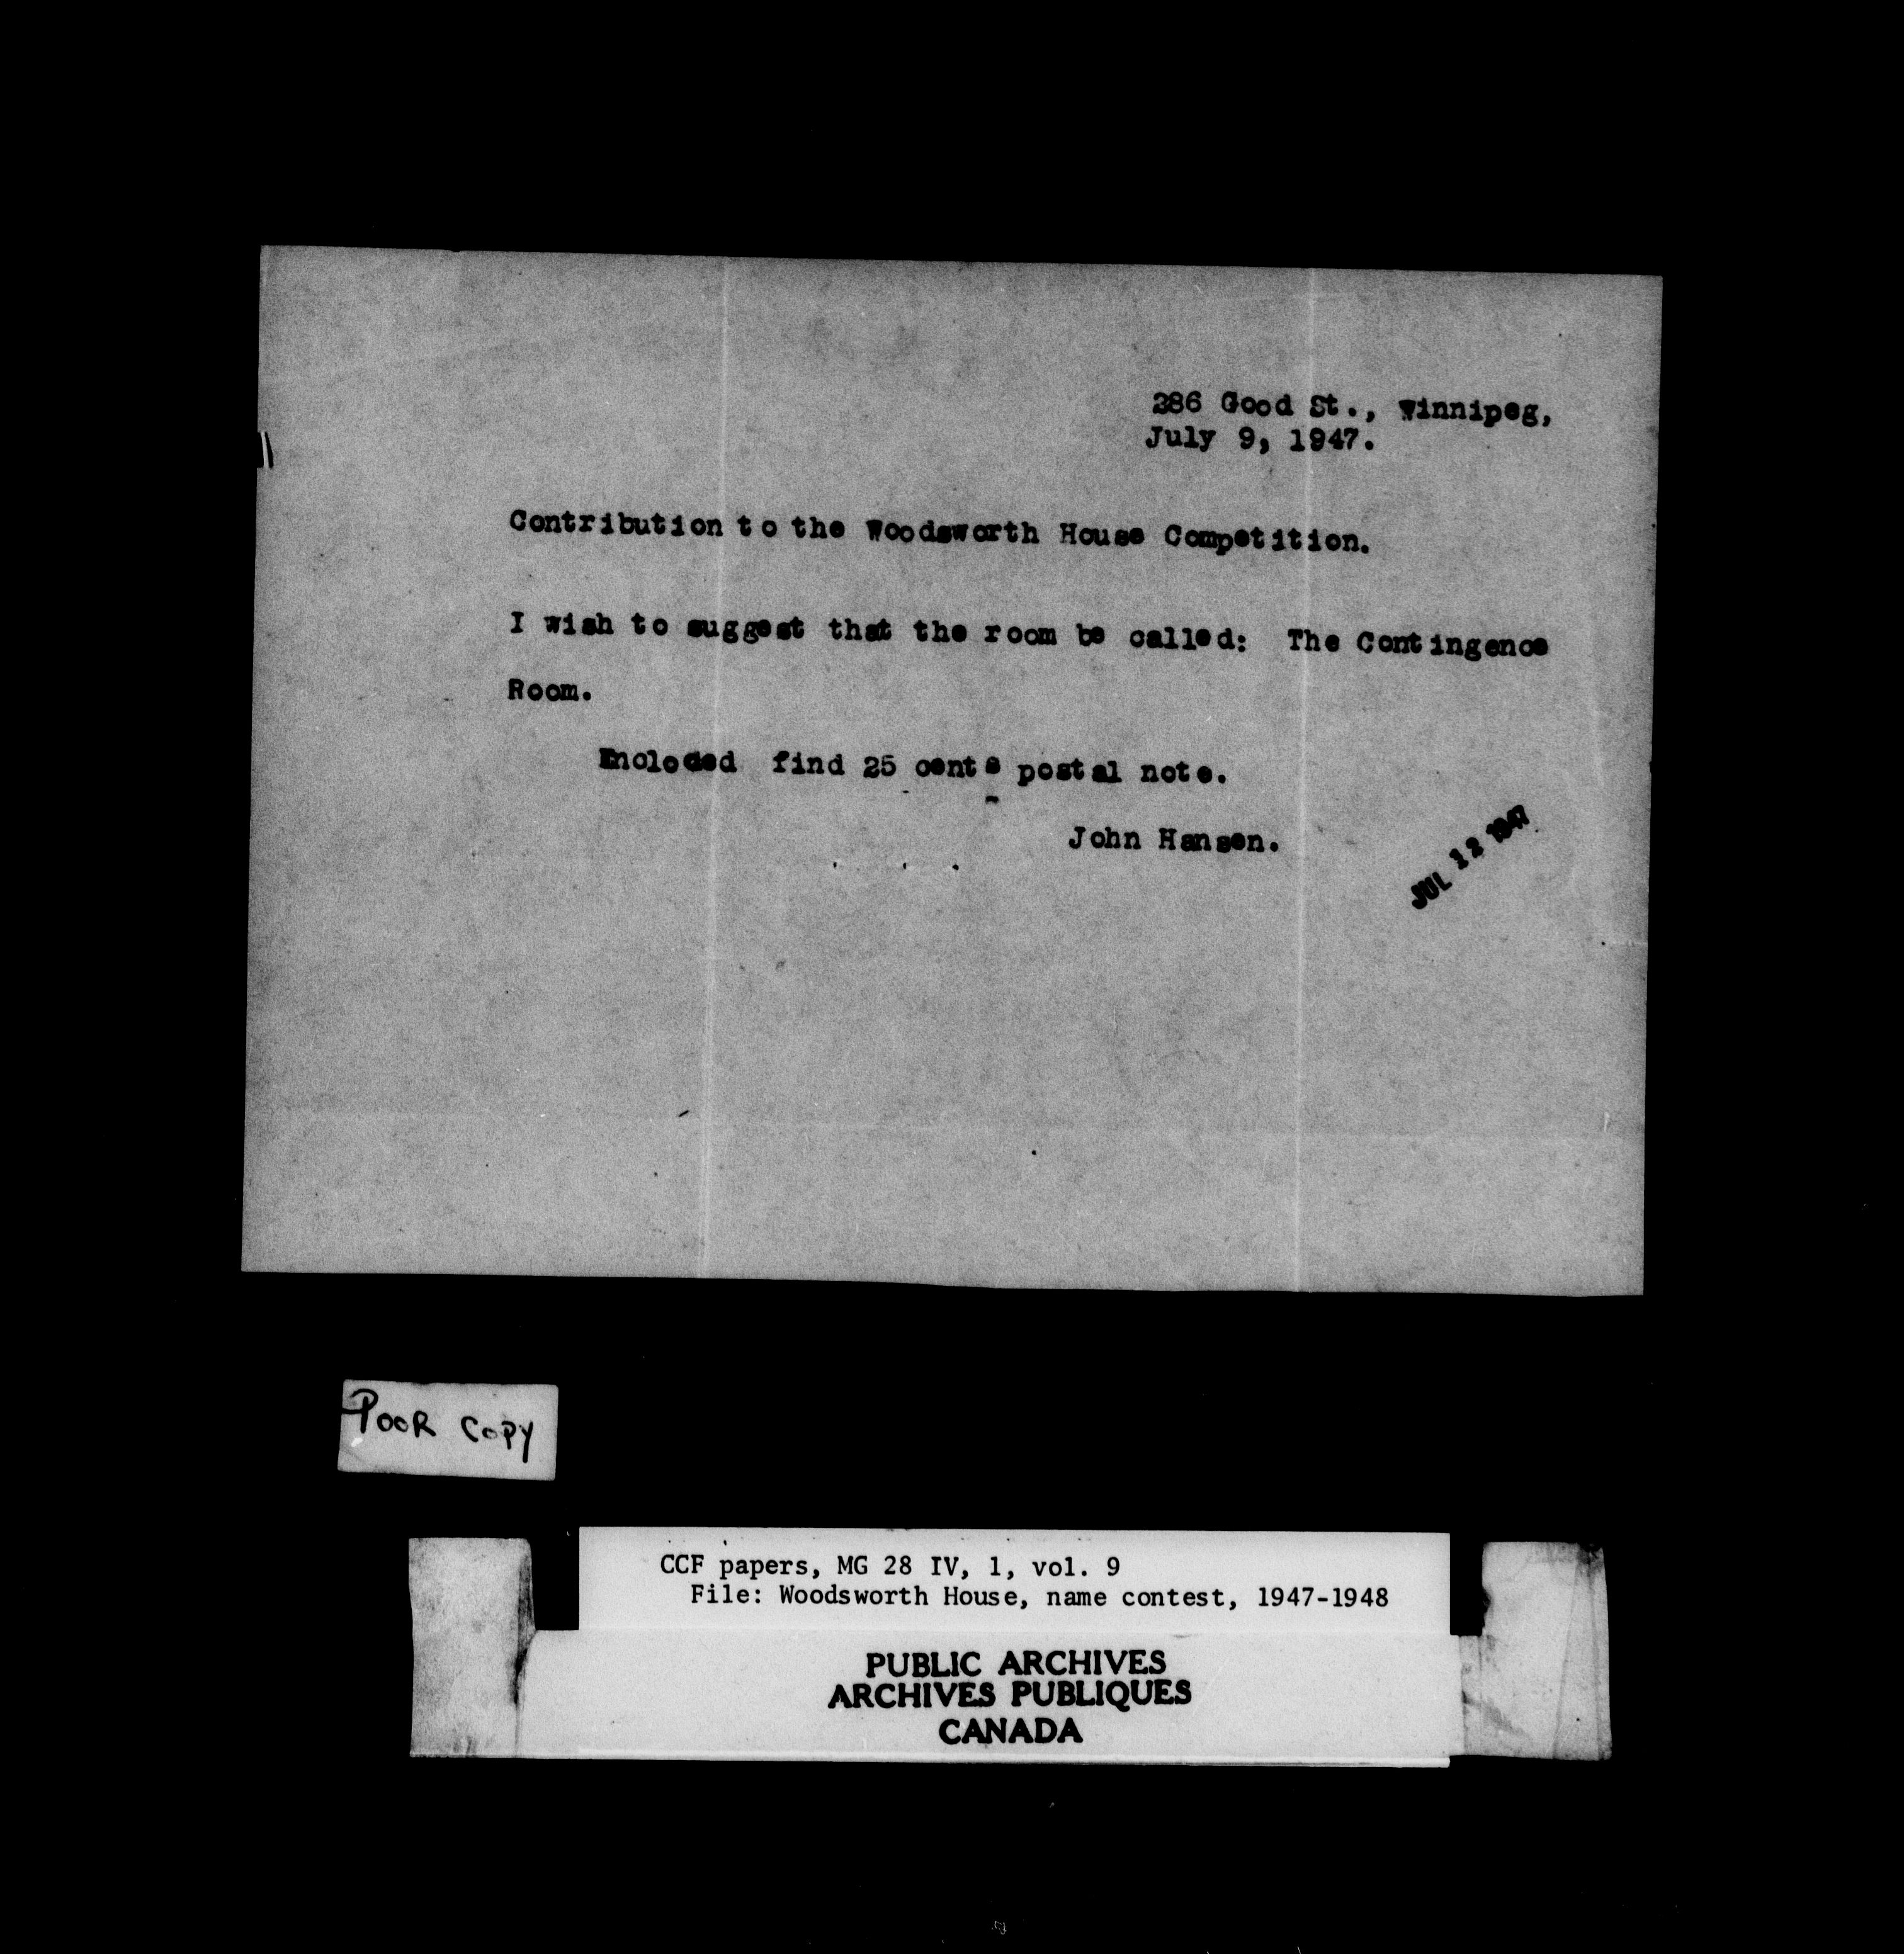 286 Good St., Winnipeg,
July 9, 1947.
Contribution to the Woodsworth House Competition.
I wish to suggest that the room be called: The Contingence
Room.
find 25 cents postal note.
John Hansen.
JUL 12 1947
POOR COPY
CCF papers, MG 28 IV, 1, vol. 9
File: Woodsworth House, name contest, 1947-1948
PUBLIC ARCHIVES
ARCHIVES PUBLIQUES
CANADA